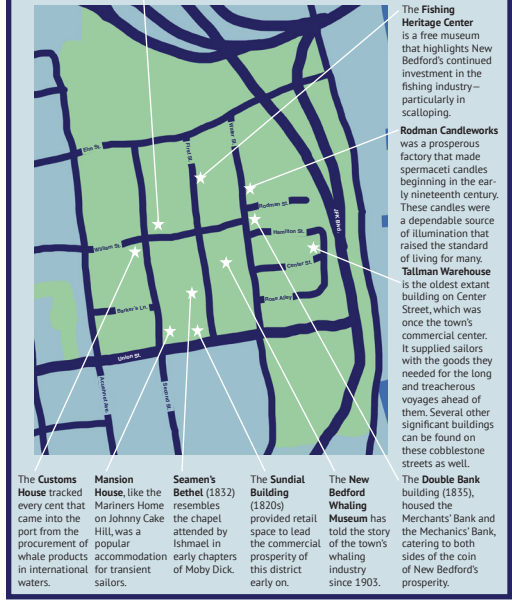 The Fishing
Heritage Center
is a free museum
that highlights New
Bedford's continued
investment in the
fishing industry—
particularly in
scalloping.
Rodman Candleworks
was a prosperous
factory that made
spermaceti candles
beginning in the ear-
ly nineteenth century.
These candles were
a dependable source
of illumination that
raised the standard
of living for many.
Tallman Warehouse
is the oldest extant
building on Center
Street, which was
once the town's
commercial center.
It supplied sailors
with the goods they
needed for the long
and treacherous
voyages ahead of
them. Several other
significant buildings
can be found on
these cobblestone
streets as well.
Elm St.
First St.
Water St.
Rodman St.
JFK Blvd.
William St.
Hamilton St.
Center St.
Rose Alley
Barker's Ln.
Union St.
Acushnet Ave.
Second St.
The Customs
House tracked
every cent that
came into the
port from the
procurement of
whale products
in international
waters.
Mansion
House, like the
Mariners Home
on Johnny Cake
Hill, was a
popular
accommodation
for transient
sailors.
Seamen's
Bethel (1832)
resembles
the chapel
attended by
Ishmael in
early chapters
of Moby Dick.
The Sundial
Building
(1820s)
provided retail
space to lead
the commercial
prosperity of
this district
early on.
The New
Bedford
Whaling
Museum has
told the story
of the town's
whaling
industry
since 1903.
The Double Bank
building (1835),
housed the
Merchants' Bank and
the Mechanics' Bank,
catering to both
sides of the coin
of New Bedford's
prosperity.